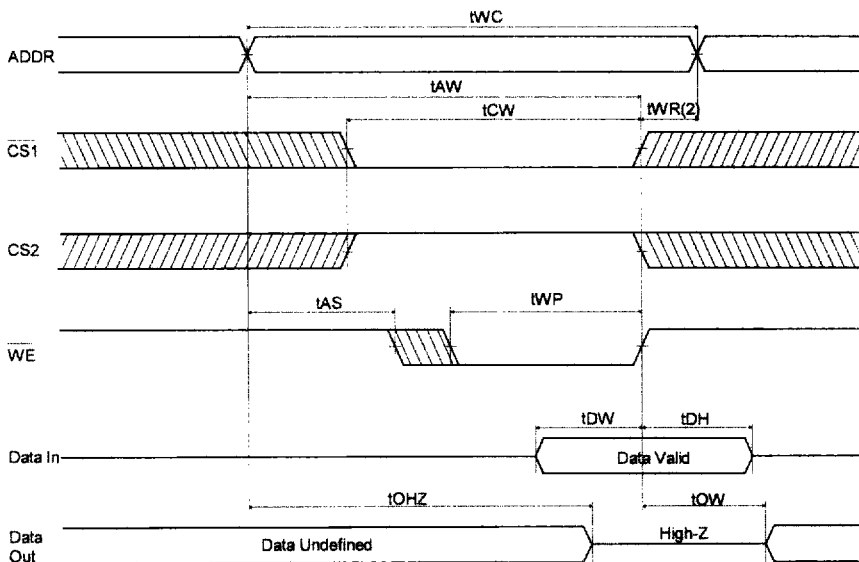 tWC
ADDR
tAW
tCW
tWR(2)
CS1
CS2
tAS
tWP
WE
tDW
tDH
Data In
Data Valid
tOHZ
tOW
Data
Out
Data Undefined
High-Z